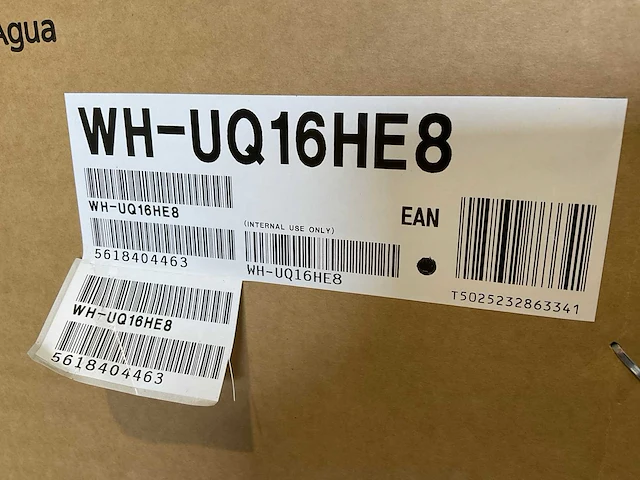 Agua
WH-UQ16HE8
WH-UQ16HE8
5618404463
(INTERNAL USE ONLY)
WH-UQ16HE8
EAN
T5025232863341
WH-UQ16HE8
5618404463